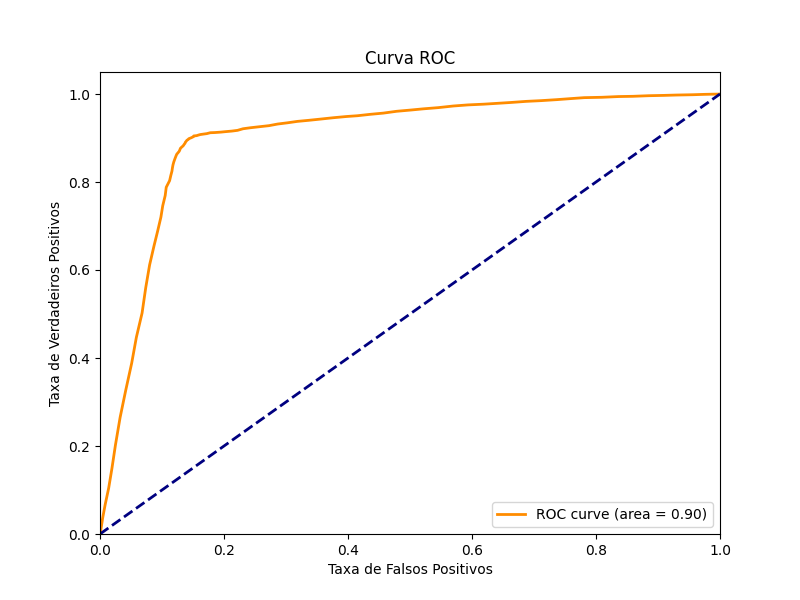 Curva ROC
Taxa de Verdadeiros Positivos
1.0
0.8
0.6
0.4
0.2
0.0
0.0 0.2 0.4 0.6 0.8 1.0
Taxa de Falsos Positivos
ROC curve (area = 0.90)